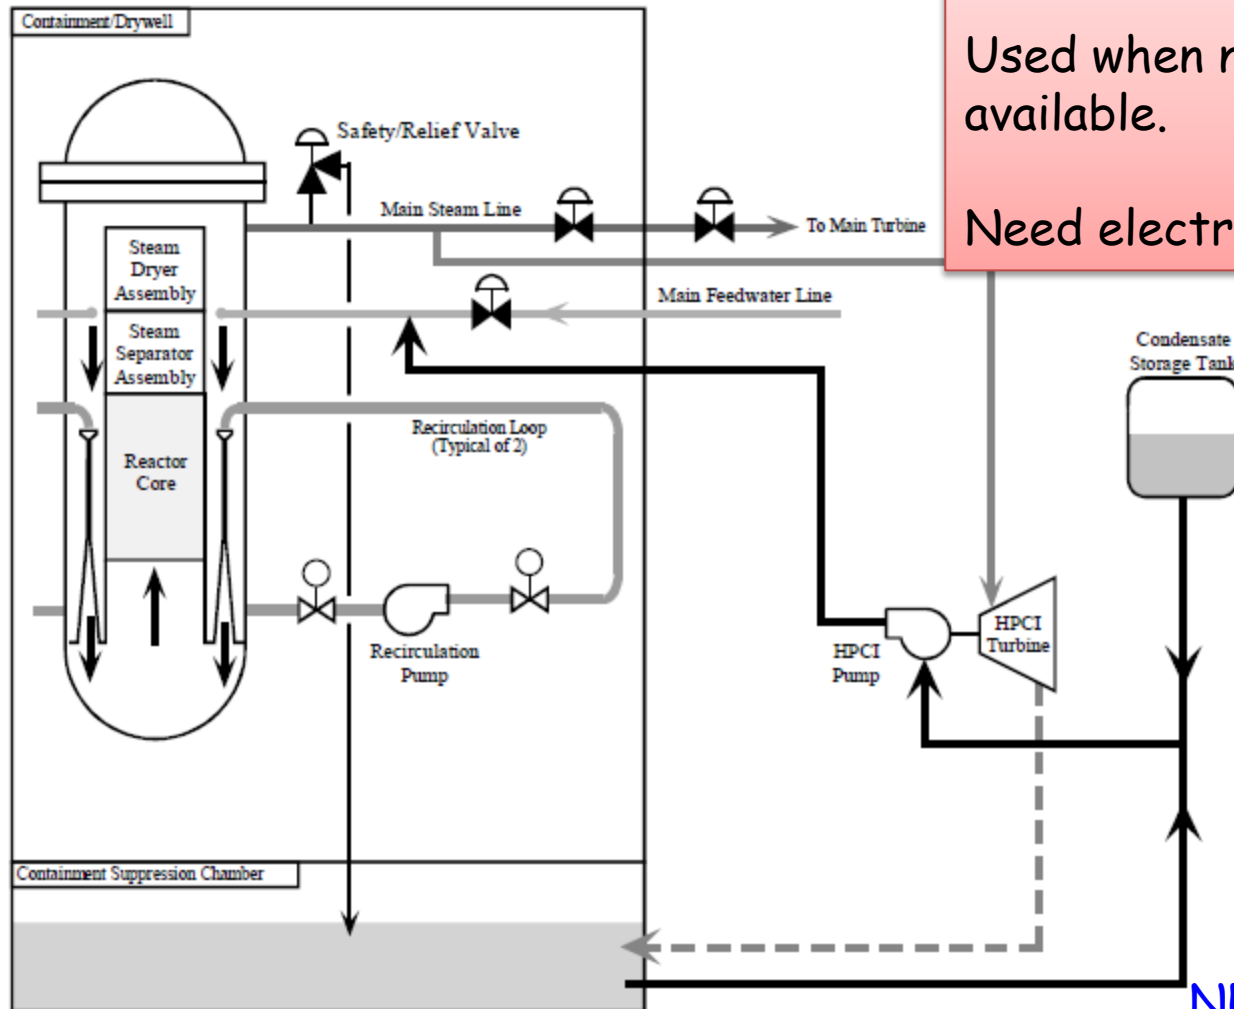 Containment/Drywell
Used when
available.
Need
Safety/Relief Valve
Main Steam Line
To Main Turbine
Steam
Dryer
Assembly
Main Feedwater Line
Steam
Separator
Assembly
Condensate
Storage Tank
Recirculation Loop
(Typical of 2)
Reactor
Core
HPCI
Turbine
HPCI
Pump
Recirculation
Pump
Containment Suppression Chamber